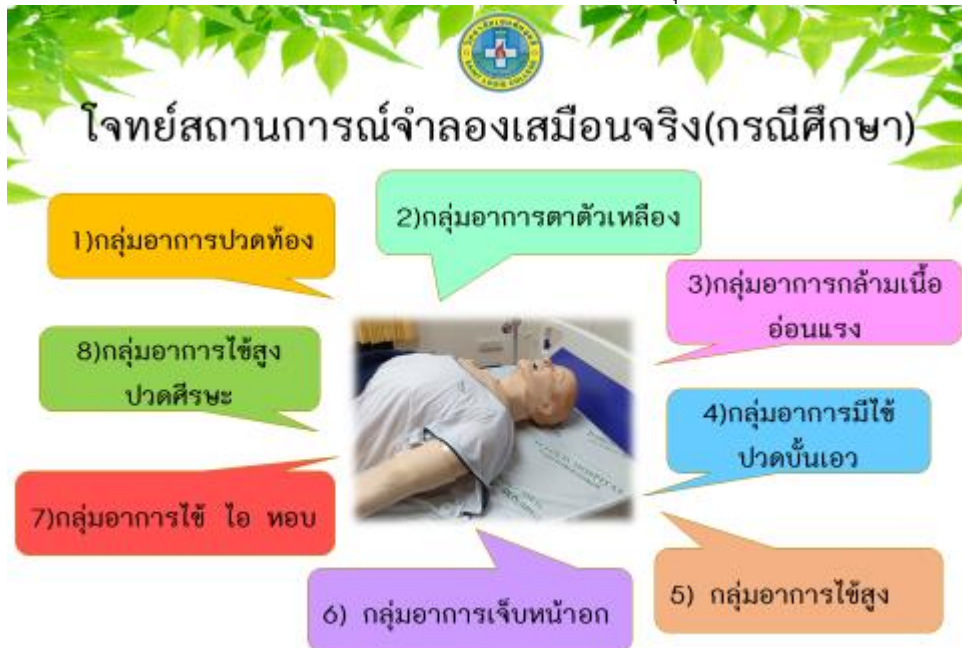 โจทย์สถานการณ์จำลองเสมือนจริง(กรณีศึกษา)
1)กลุ่มอาการปวดท้อง
2)กลุ่มอาการตาตัวเหลือง
3)กลุ่มอาการกล้ามเนื้อ
อ่อนแรง
4)กลุ่มอาการมีไข้
ปวดบั้นเอว
5) กลุ่มอาการไข้สูง
6) กลุ่มอาการเจ็บหน้าอก
7)กลุ่มอาการไข้ ไอ หอบ
8)กลุ่มอาการไข้สูง
ปวดศีรษะ